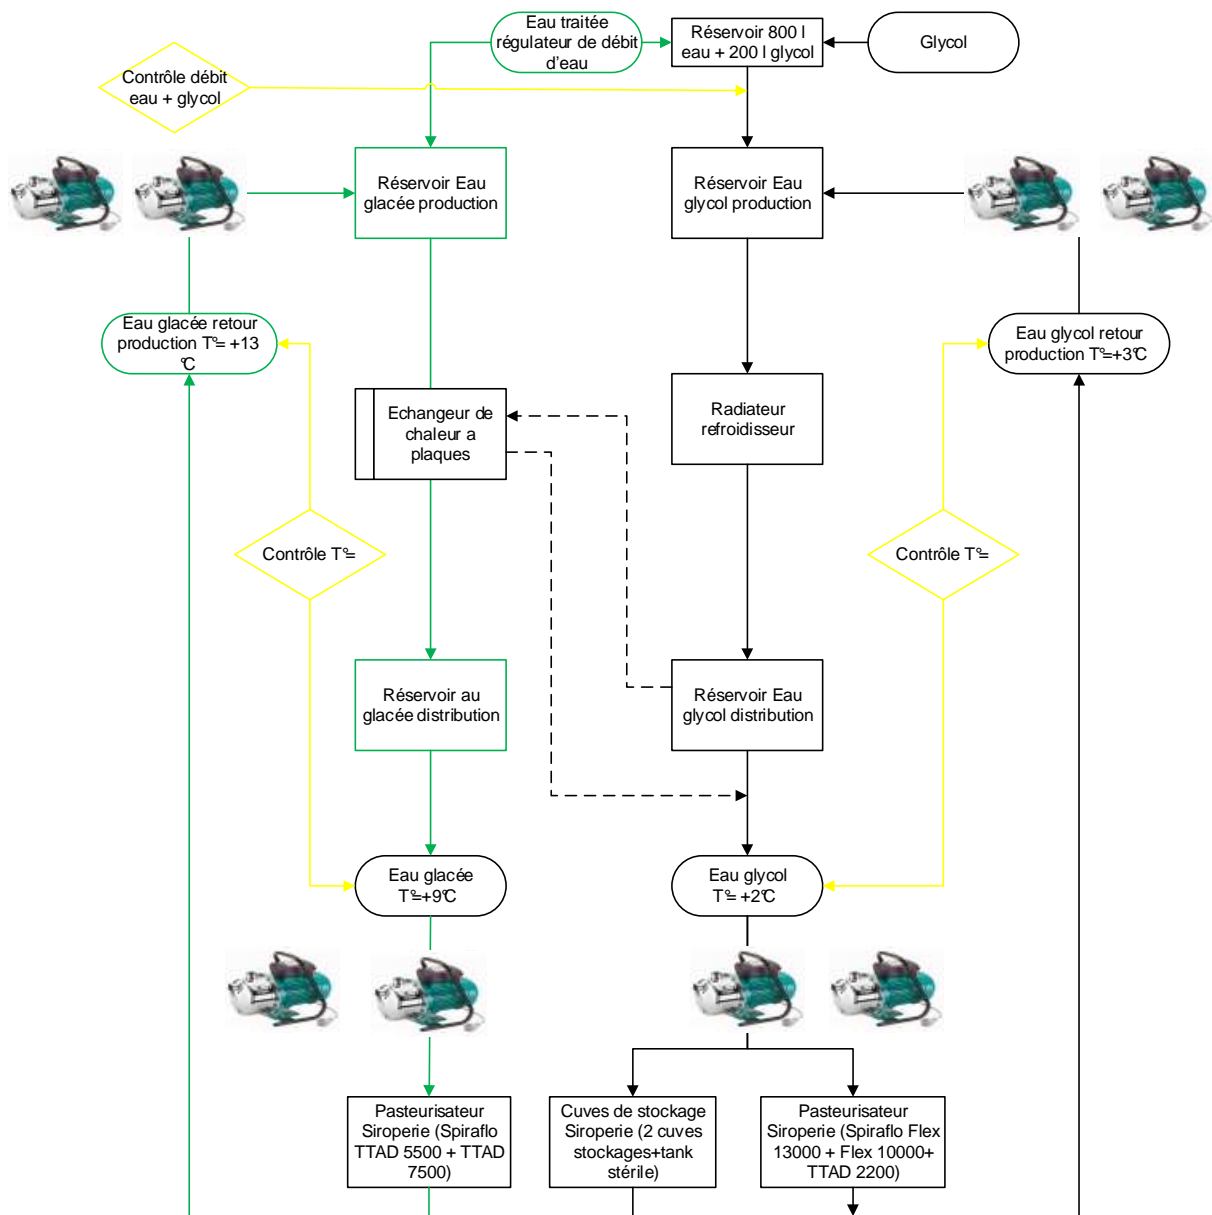 Eau traitée
régulateur de débit
d'eau
Réservoir 800 l
eau + 200 l glycol
Glycol
Contrôle débit
eau + glycol
Réservoir Eau
glacée production
Réservoir Eau
glycol production
Eau glacée retour
production T°= +13
°C
Eau glycol retour
production T°=+3°C
Echangeur de
chaleur a
plaques
Radiateur
refroidisseur
Contrôle T°=
Contrôle T°=
Réservoir au
glacée distribution
Réservoir Eau
glycol distribution
Eau glacée
T°=+9°C
Eau glycol
T°= +2°C
Pasteurisateur
Siroperie (Spiraflo
TTAD 5500 + TTAD
7500)
Cuves de stockage
Siroperie (2 cuves
stockages+tank
stérile)
Pasteurisateur
Siroperie (Spiraflo Flex
13000 + Flex 10000+
TTAD 2200)